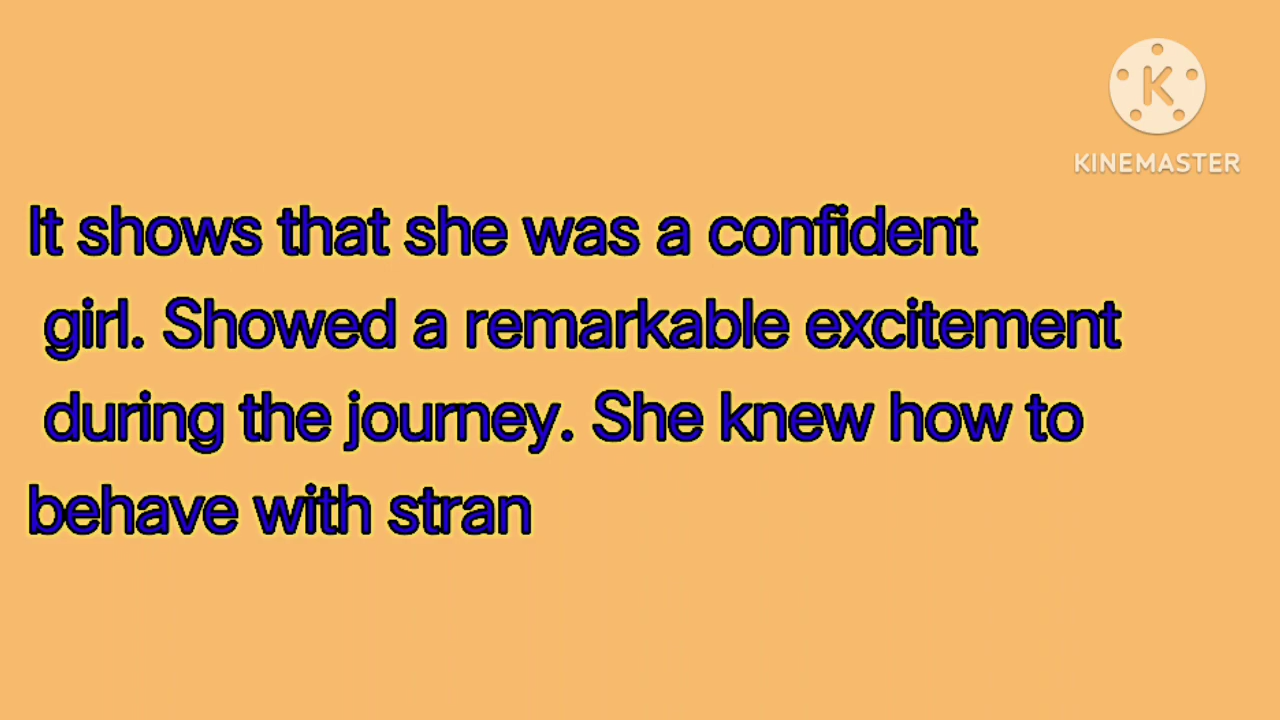 KINEMASTER
It shows that she was a confident
girl. Showed a remarkable excitement
during the journey. She knew how to
behave with stran